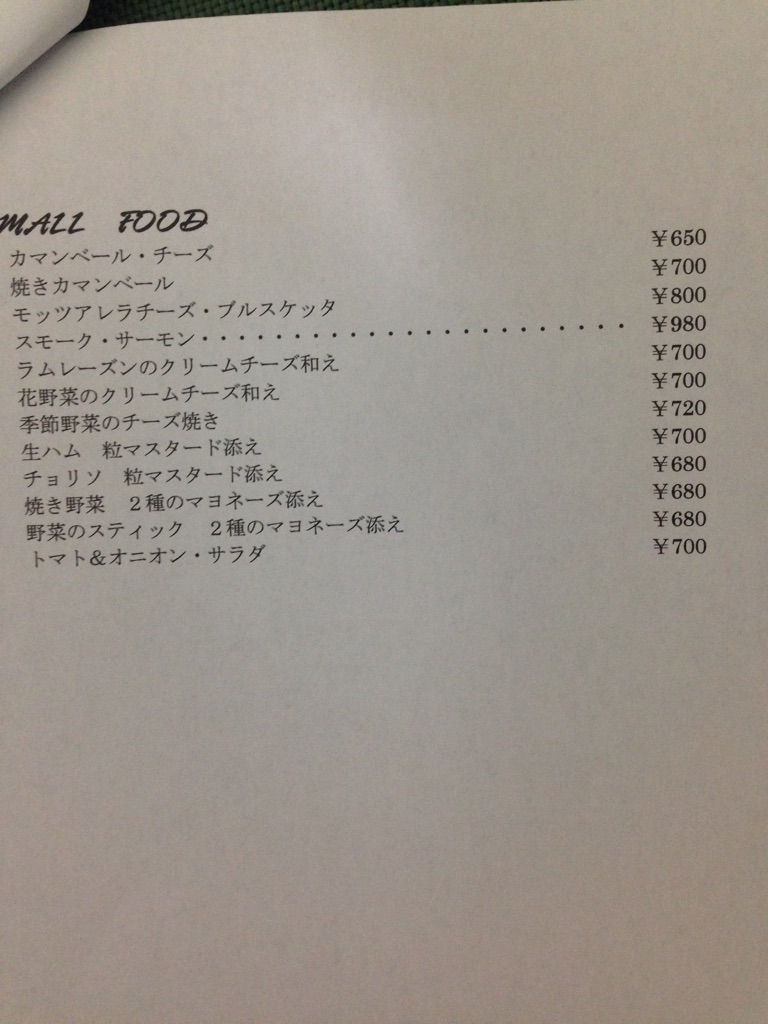 MALL FOOD
カマンベール・チーズ ¥650
焼きカマンベール ¥700
モッツアレラチーズ・ブルスケッタ ¥800
スモーク・サーモン・・・・・・・・・・・・・・・・・・・・・・・・ ¥980
ラムレーズンのクリームチーズ和え ¥700
花野菜のクリームチーズ和え ¥700
季節野菜のチーズ焼き ¥720
生ハム 粒マスタード添え ¥700
チョリソ 粒マスタード添え ¥680
焼き野菜 2種のマヨネーズ添え ¥680
野菜のスティック 2種のマヨネーズ添え ¥680
トマト&オニオン・サラダ ¥700